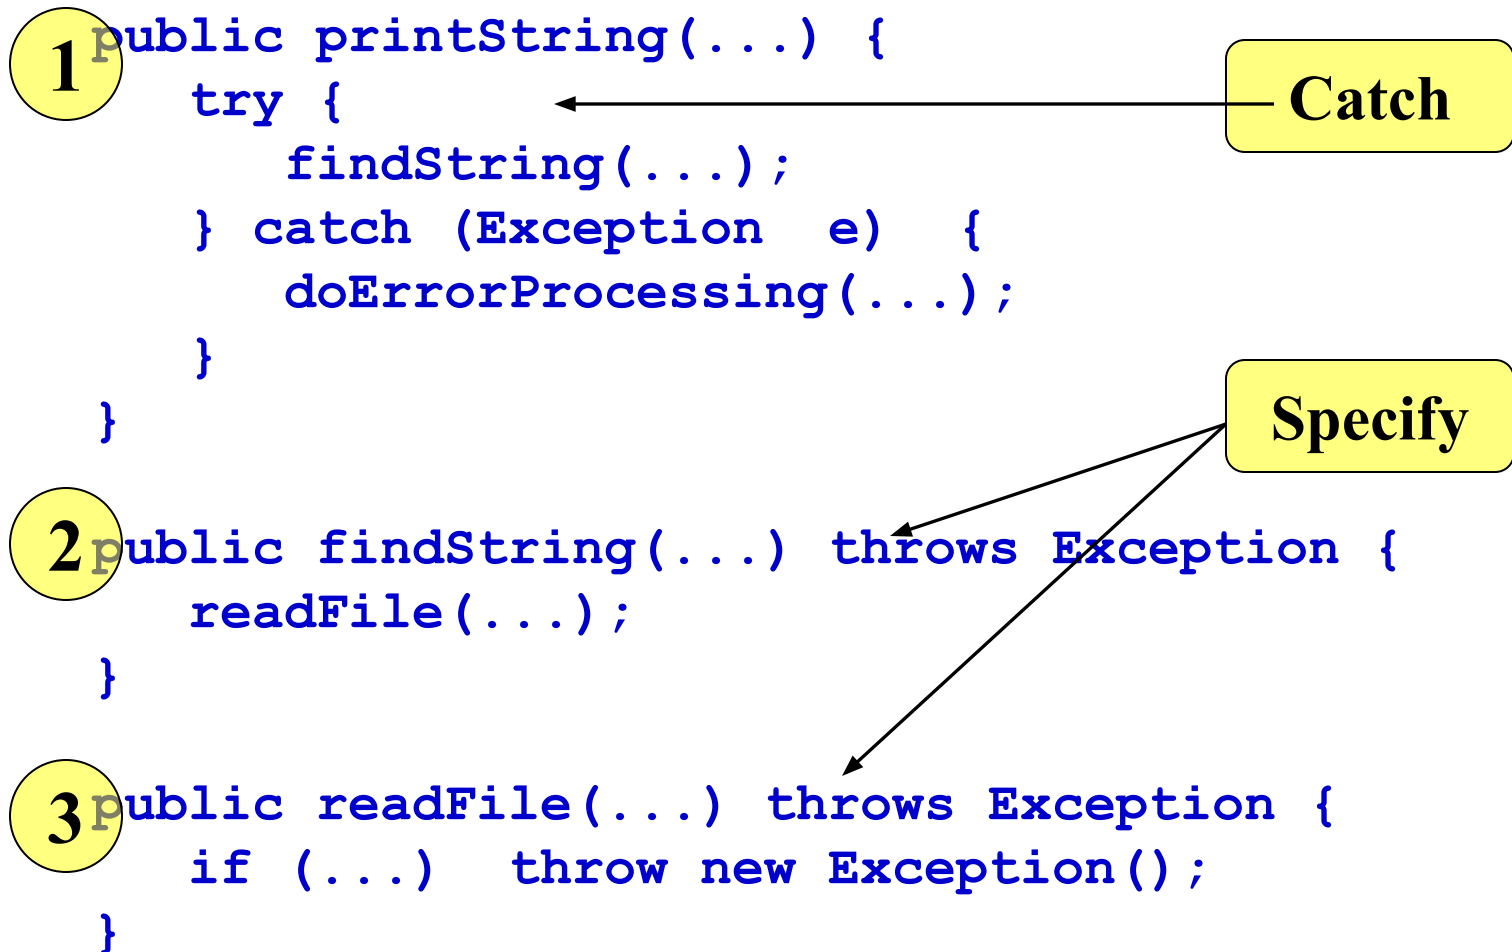 1 public printString(...) {
try { Catch
findString(...);
} catch (Exception e) {
doErrorProcessing(...);
}
}
Specify
2 public findString(...) throws Exception {
readFile(...);
}
3 public readFile(...) throws Exception {
if (...) throw new Exception();
}